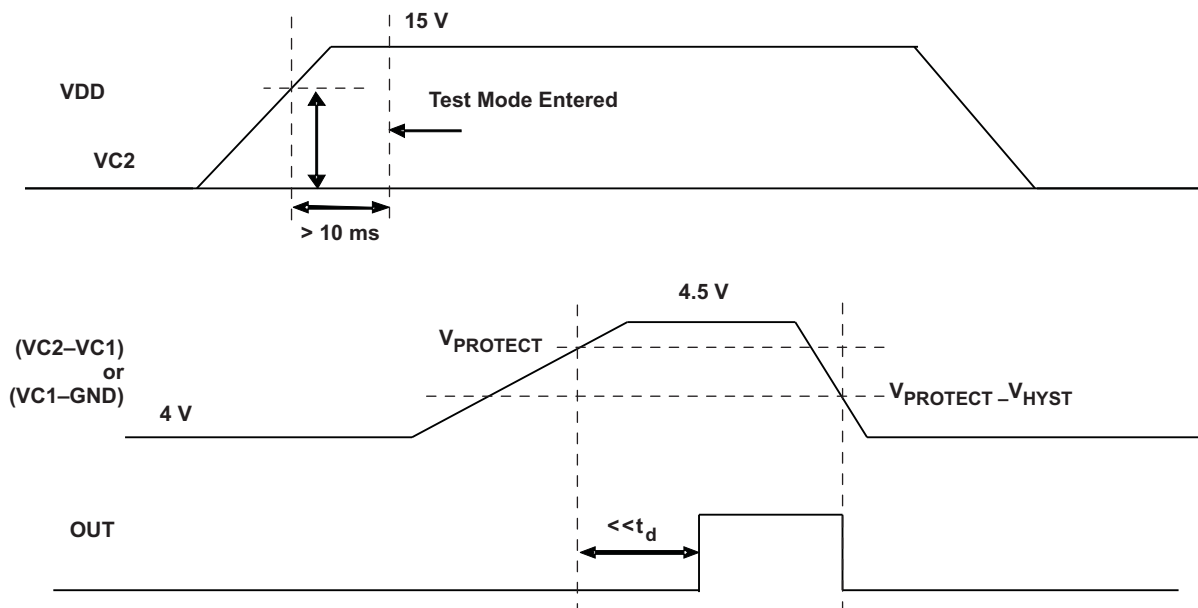 15 V
VDD
Test Mode Entered
VC2
> 10 ms
4.5 V
(VC2–VC1)
or
(VC1–GND)
VPROTECT
VPROTECT – VHYST
4 V
OUT
<<td